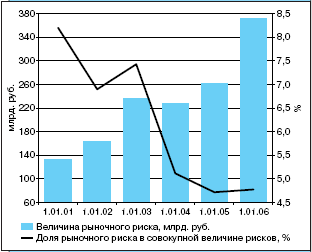 380 8,5
340 8,0
300 7,5
260 7,0
220 6,5
180 6,0
140 5,5
100 5,0
60 4,5
млрд. руб.
%
1.01.01 1.01.02 1.01.03 1.01.04 1.01.05 1.01.06
Величина рыночного риска, млрд. руб.
Доля рыночного риска в совокупной величине рисков, %